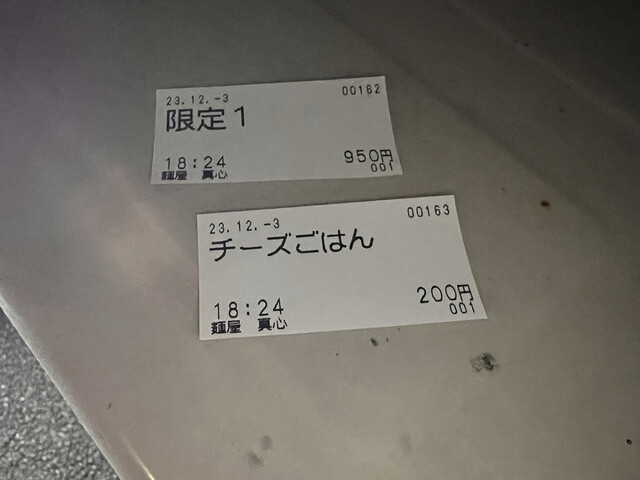 23.12.-3 00162
限定1
18:24 950円
麺屋 真心 001
23.12.-3 00163
チーズごはん
18:24 200円
麺屋 真心 001